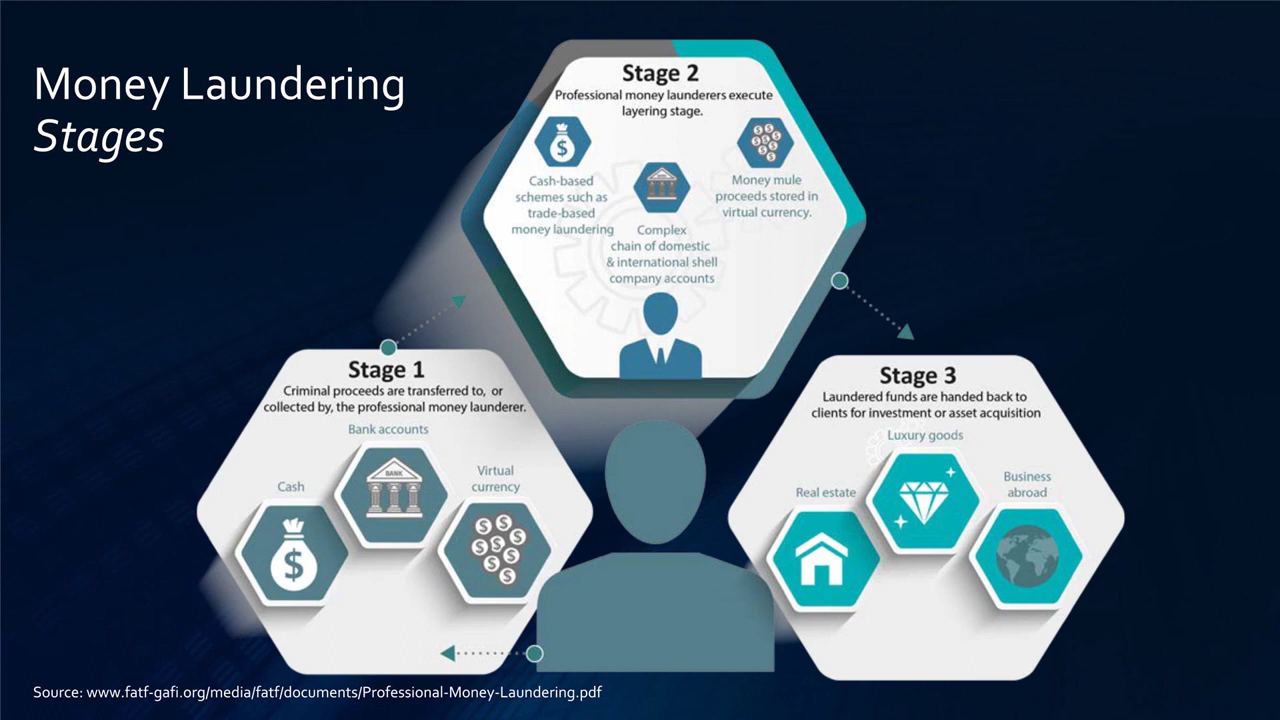 Money Laundering
Stages
Stage 2
Professional money launderers execute
layering stage.
Cash-based
schemes such as
trade-based
money laundering
Complex
chain of domestic
& international shell
company accounts
Money mule
proceeds stored in
virtual currency.
Stage 1
Criminal proceeds are transferred to, or
collected by, the professional money launderer.
Bank accounts
BANK
Cash
Virtual
currency
Stage 3
Laundered funds are handed back to
clients for investment or asset acquisition
Luxury goods
Real estate
Business
abroad
Source: www.fatf-gafi.org/media/fatf/documents/Professional-Money-Laundering.pdf